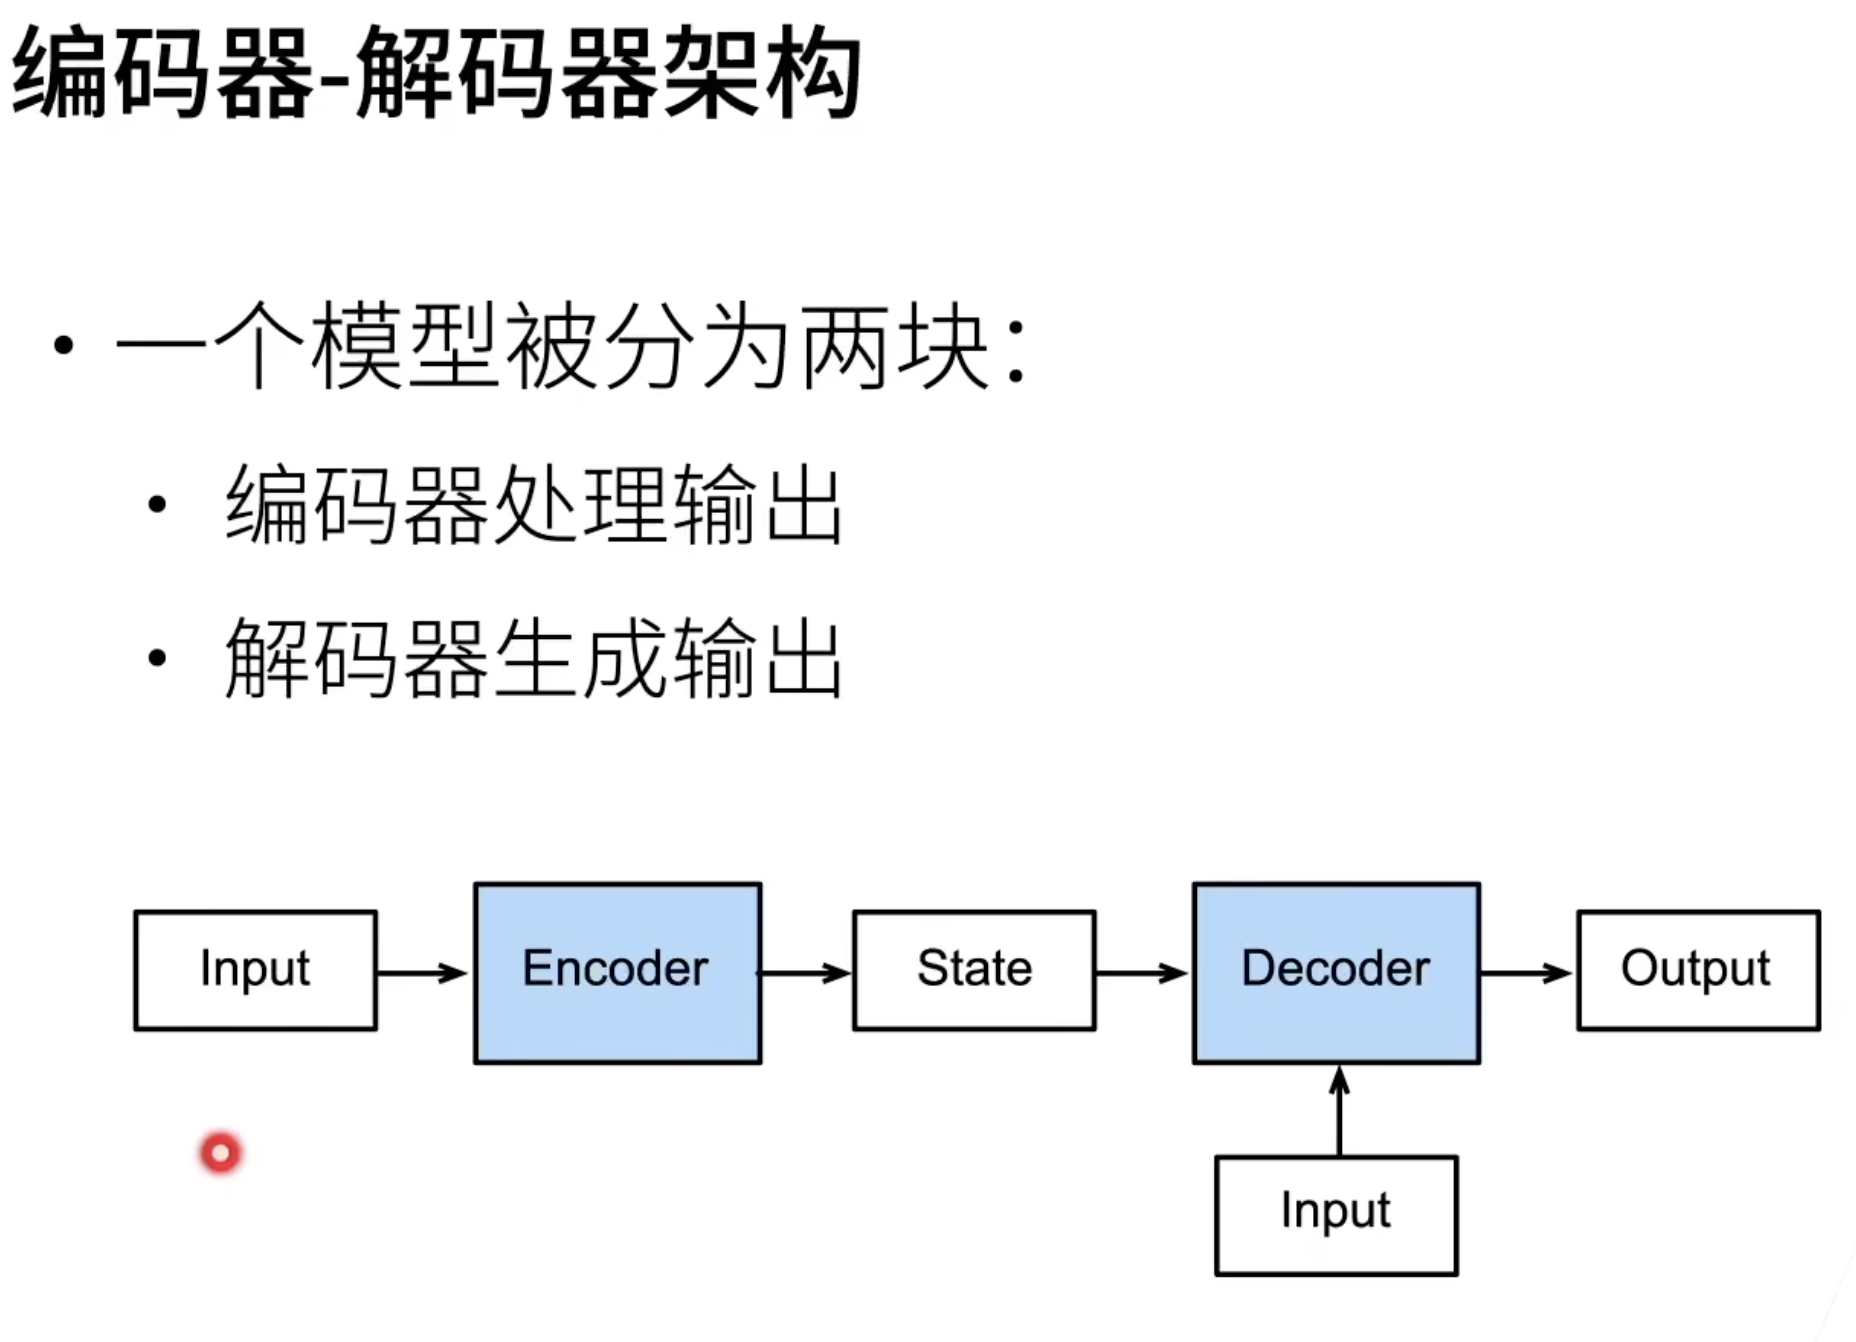 编码器-解码器架构
• 一个模型被分为两块：
• 编码器处理输出
• 解码器生成输出
Input
Encoder
State
Decoder
Output
Input